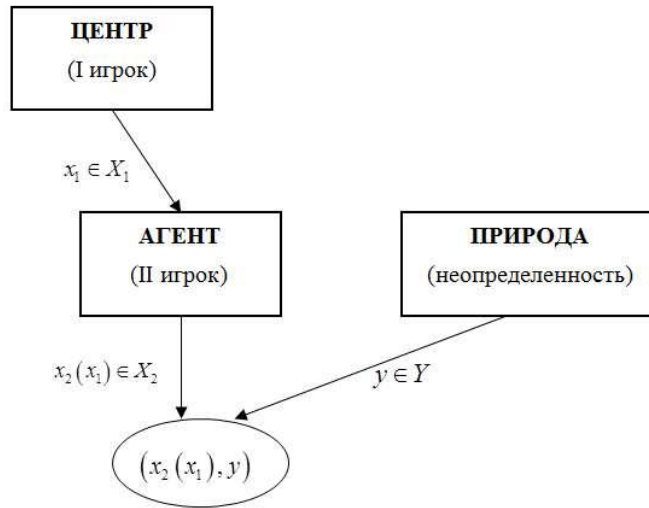 ЦЕНТР
(I игрок)
x₁ ∈ X₁
АГЕНТ
(II игрок)
ПРИРОДА
(неопределенность)
x₂(x₁) ∈ X₂
y ∈ Y
(x₂(x₁), y)